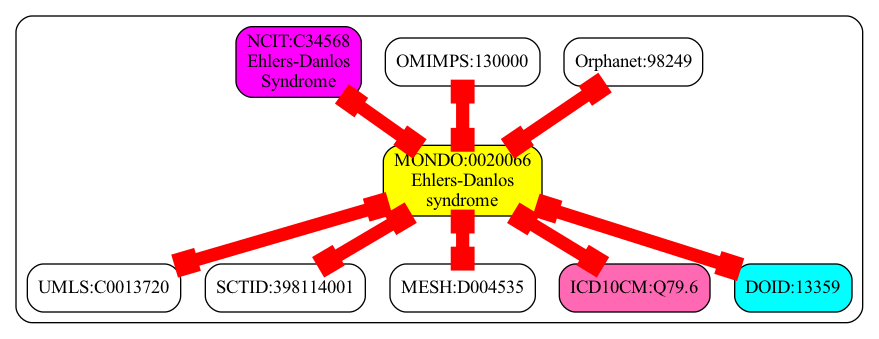 NCIT:C34568
Ehlers-Danlos
Syndrome
OMIMPS:130000
Orphanet:98249
MONDO:0020066
Ehlers-Danlos
syndrome
UMLS:C0013720
SCTID:398114001
MESH:D004535
ICD10CM:Q79.6
DOID:13359